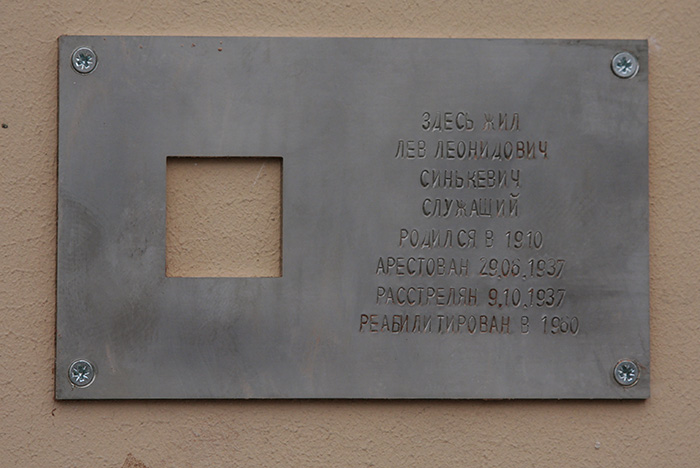 ЗДЕСЬ ЖИЛ
ЛЕВ ЛЕОНИДОВИЧ
СИНЬКЕВИЧ
СЛУЖАЩИЙ
РОДИЛСЯ В 1910
АРЕСТОВАН 29.06.1937
РАССТРЕЛЯН 9.10.1937
РЕАБИЛИТИРОВАН В 1960